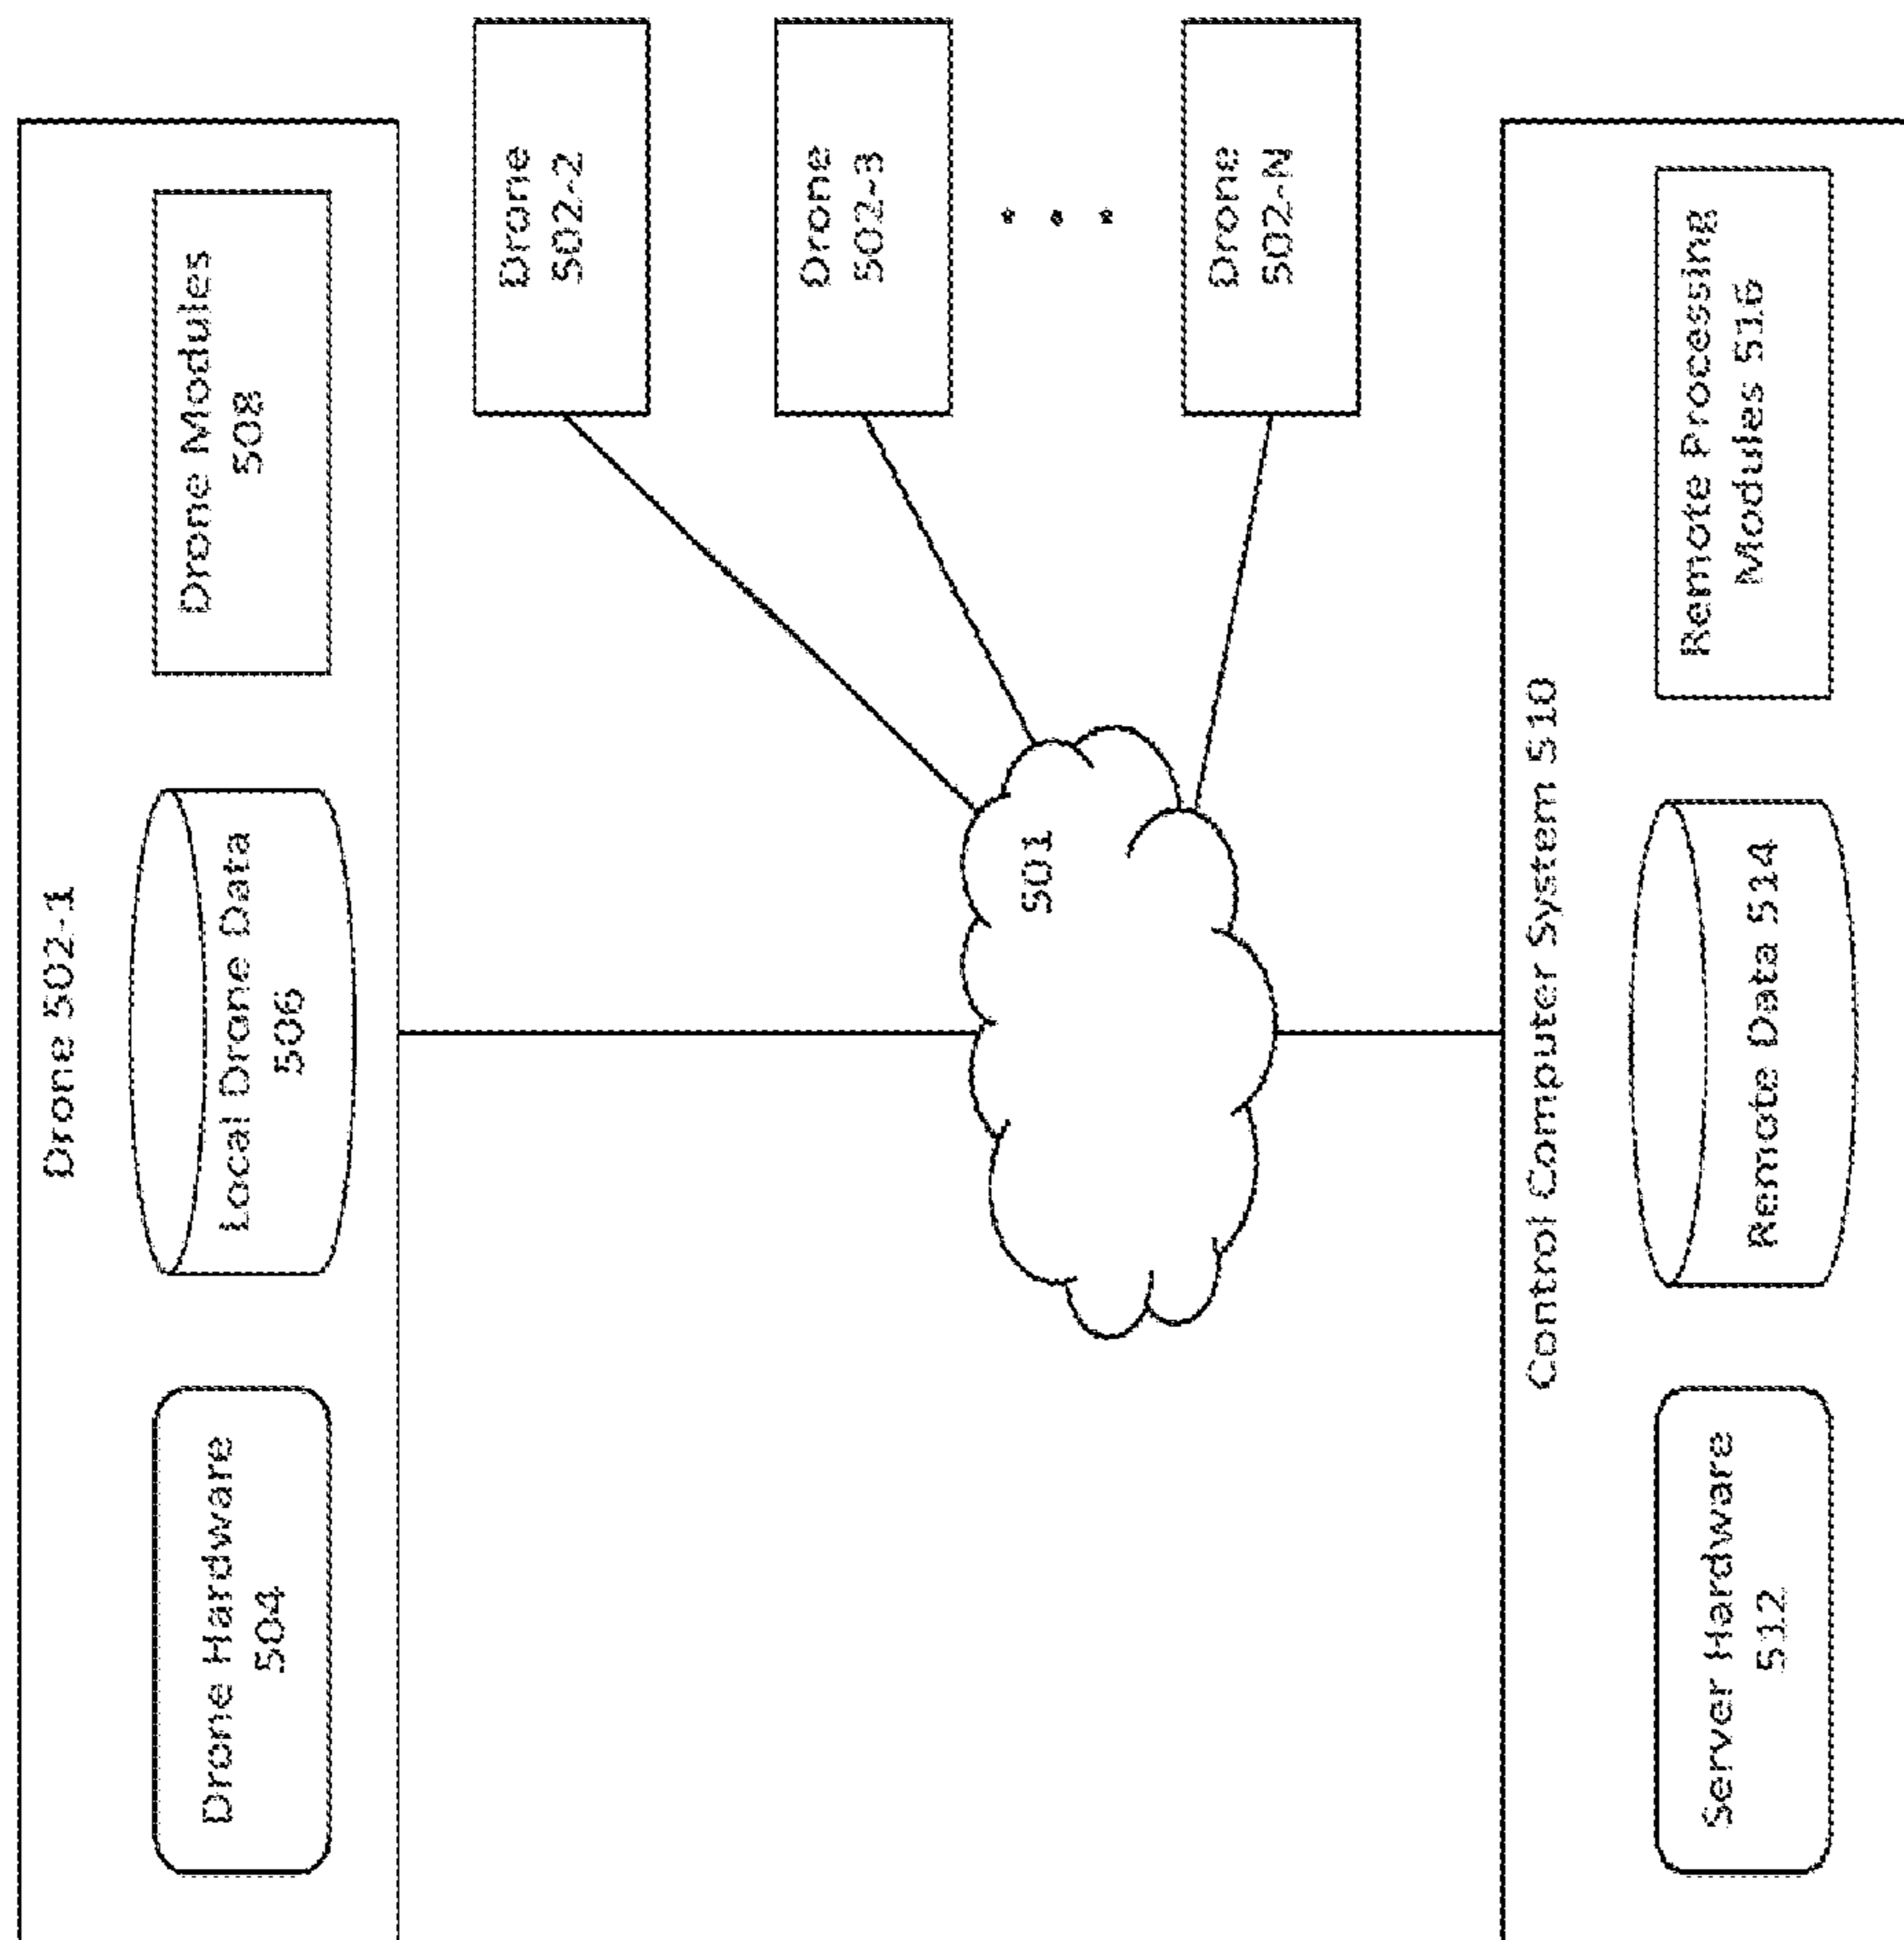 Drone 502-1
Drone Hardware
504
Local Drone Data
506
Drone Modules
508
Drone
502-2
Drone
502-3
Drone
502-N
501
Control Computer System 510
Server Hardware
512
Remote Data 514
Remote Processing
Modules 516